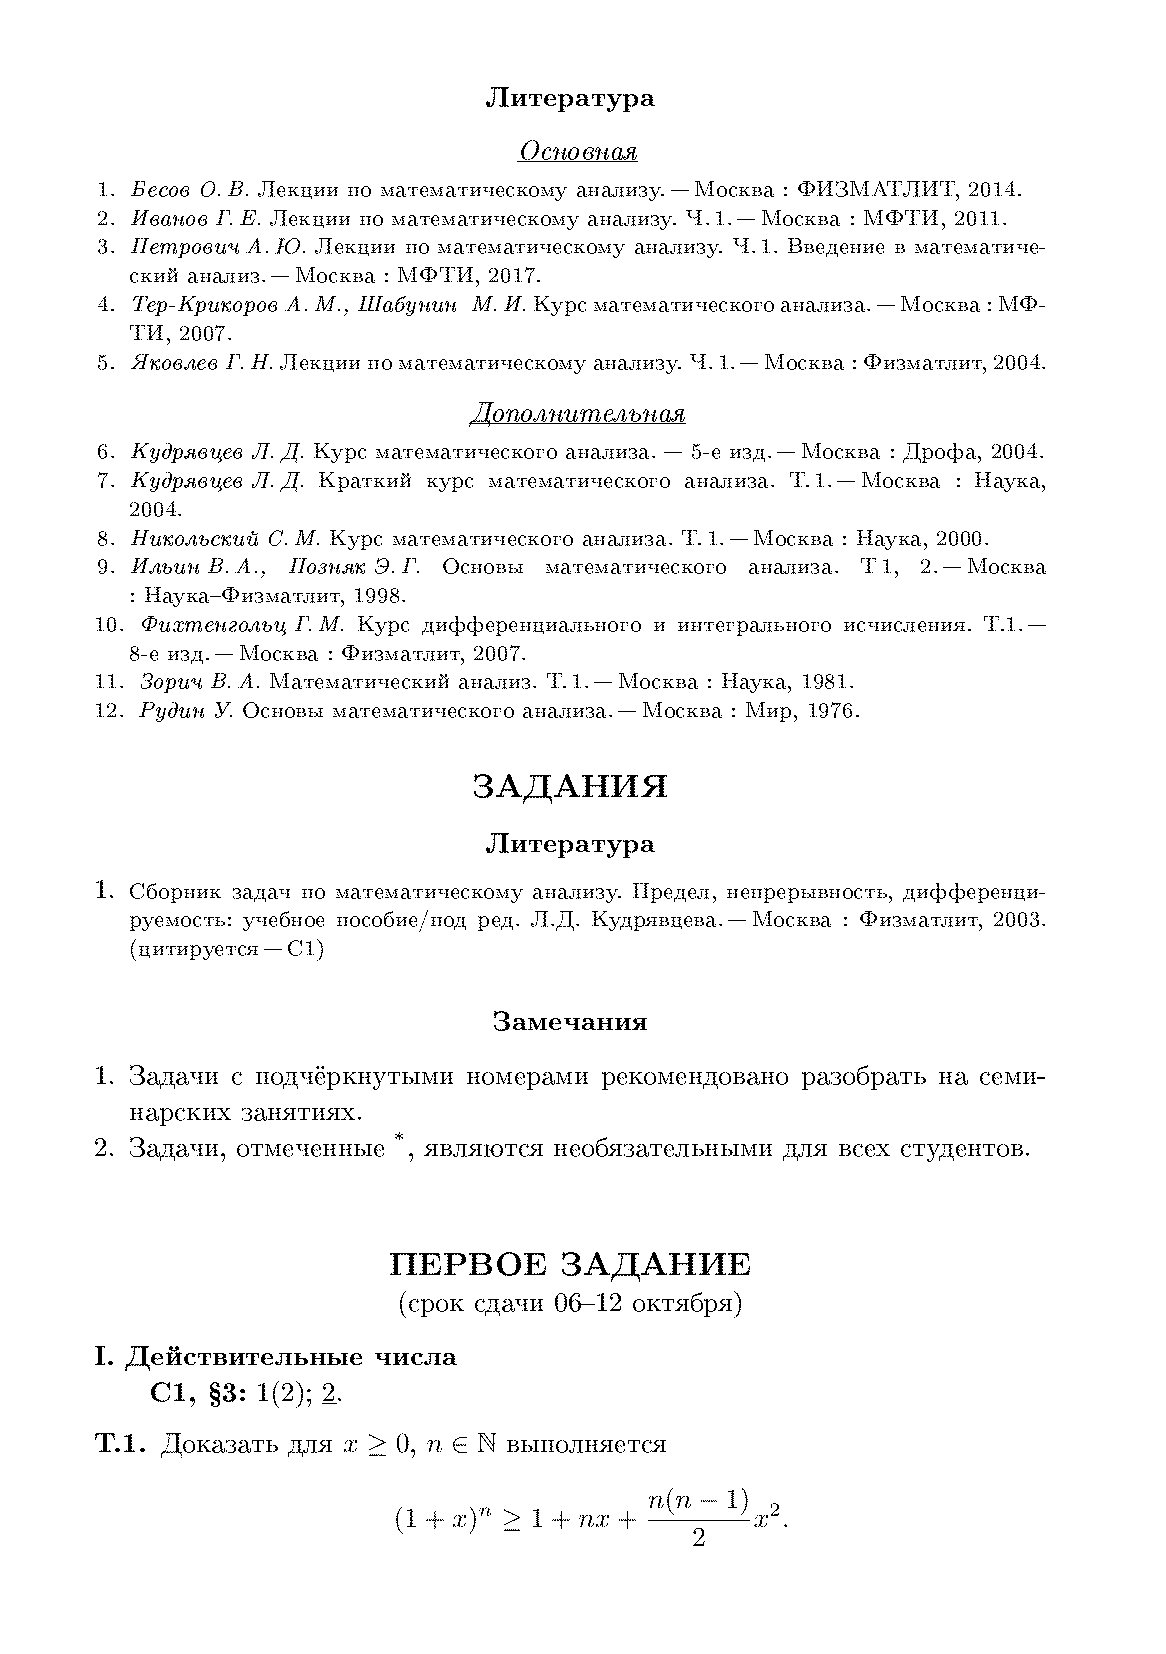 Литература
Основная
1. Бесов О. В. Лекции по математическому анализу. — Москва : ФИЗМАТЛИТ, 2014.
2. Иванов Г. Е. Лекции по математическому анализу. Ч. 1. — Москва : МФТИ, 2011.
3. Петрович А. Ю. Лекции по математическому анализу. Ч. 1. Введение в математиче-
ский анализ. — Москва : МФТИ, 2017.
4. Тер-Крикоров А. М., Шабунин М. И. Курс математического анализа. — Москва : МФ-
ТИ, 2007.
5. Яковлев Г. Н. Лекции по математическому анализу. Ч. 1. — Москва : Физматлит, 2004.
Дополнительная
6. Кудрявцев Л. Д. Курс математического анализа. — 5-е изд. — Москва : Дрофа, 2004.
7. Кудрявцев Л. Д. Краткий курс математического анализа. Т. 1. — Москва : Наука,
2004.
8. Никольский С. М. Курс математического анализа. Т. 1. — Москва : Наука, 2000.
9. Ильин В. А., Позняк Э. Г. Основы математического анализа. Т 1, 2. — Москва
: Наука–Физматлит, 1998.
10. Фихтенгольц Г. М. Курс дифференциального и интегрального исчисления. Т.1. —
8-е изд. — Москва : Физматлит, 2007.
11. Зорич В. А. Математический анализ. Т. 1. — Москва : Наука, 1981.
12. Рудин У. Основы математического анализа. — Москва : Мир, 1976.
ЗАДАНИЯ
Литература
1. Сборник задач по математическому анализу. Предел, непрерывность, дифференци-
руемость: учебное пособие/под ред. Л.Д. Кудрявцева. — Москва : Физматлит, 2003.
(цитируется — С1)
Замечания
1. Задачи с подчёркнутыми номерами рекомендовано разобрать на семи-
нарских занятиях.
2. Задачи, отмеченные *, являются необязательными для всех студентов.
ПЕРВОЕ ЗАДАНИЕ
(срок сдачи 06–12 октября)
I. Действительные числа
С1, §3: 1(2); 2.
Т.1. Доказать для x ≥ 0, n ∈ ℕ выполняется
(1 + x)^n ≥ 1 + nx + n(n − 1)/2 x^2.